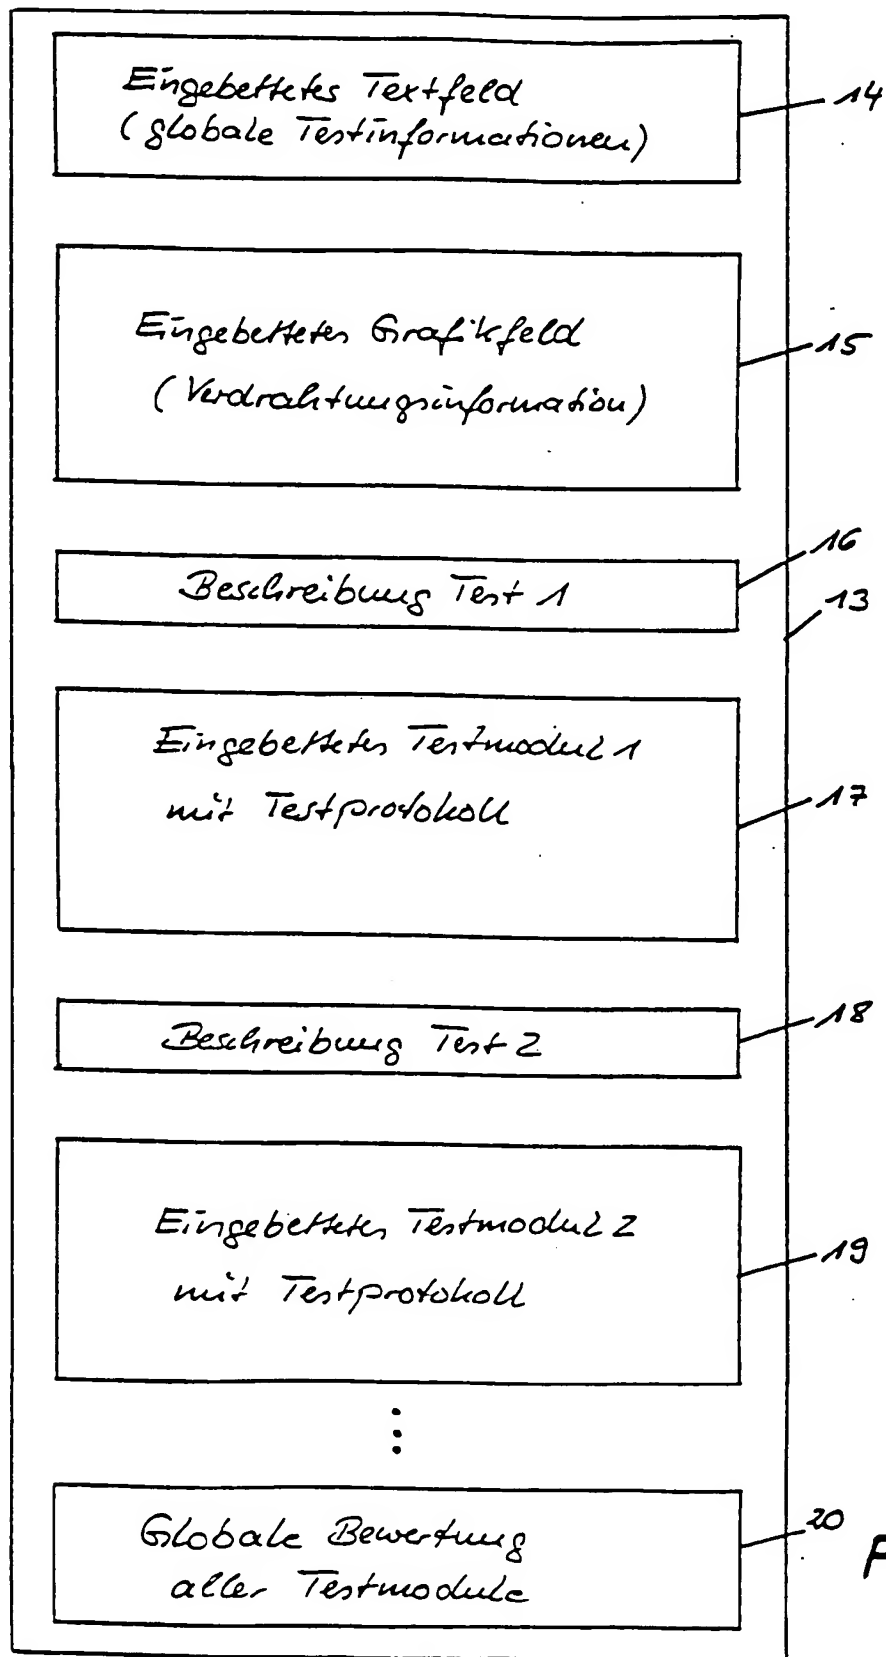 Eingebettetes Textfeld
(globale Testinformationen)
14
Eingebettetes Grafikfeld
(Verdrahtungsinformation)
15
Beschreibung Test 1
16
13
Eingebettetes Testmodul 1
mit Testprotokoll
17
Beschreibung Test 2
18
Eingebettetes Testmodul 2
mit Testprotokoll
19
Globale Bewertung
aller Testmodule
20
F